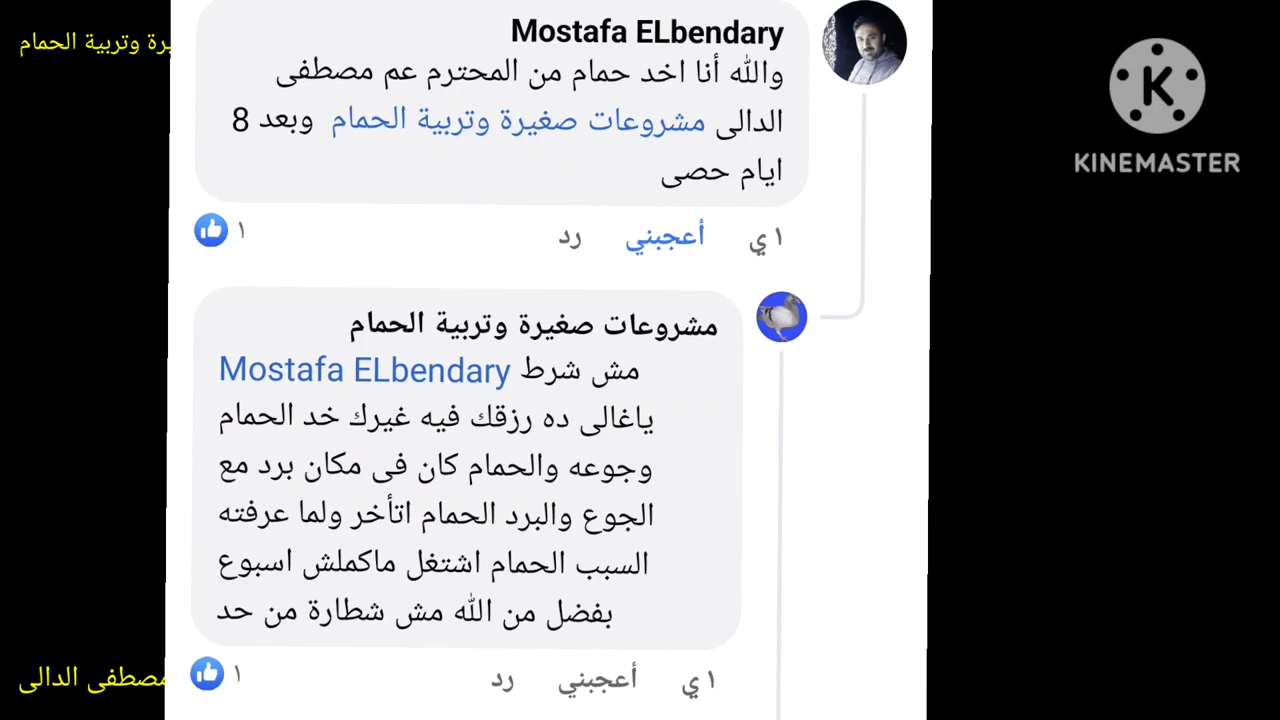 يرة وتربية الحمام
Mostafa ELbendary
والله أنا اخد حمام من المحترم عم مصطفى
الدالى مشروعات صغيرة وتربية الحمام وبعد 8
ايام حصى
١ ي أعجبني رد ١
مشروعات صغيرة وتربية الحمام
Mostafa ELbendary مش شرط
ياغالى ده رزقك فيه غيرك خد الحمام
وجوعه والحمام كان فى مكان برد مع
الجوع والبرد الحمام اتأخر ولما عرفته
السبب الحمام اشتغل ماكملش اسبوع
بفضل من الله مش شطارة من حد
١ ي أعجبني رد ١
مصطفى الدالى
KINEMASTER